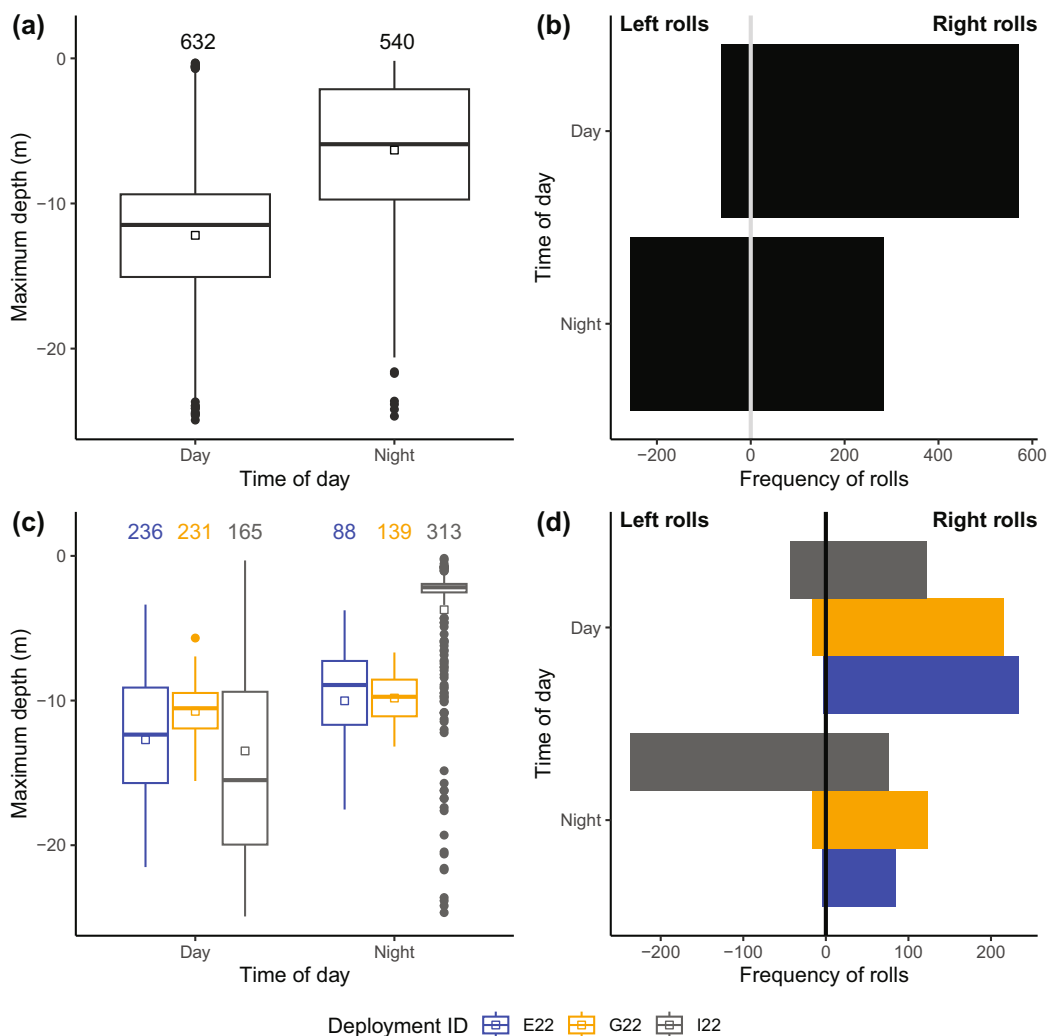 (a)
632 540
0
−10
−20
Maximum depth (m)
Day Night
Time of day
(b)
Left rolls Right rolls
Day
Night
Time of day
−200 0 200 400 600
Frequency of rolls
(c)
236 231 165 88 139 313
0
−10
−20
Maximum depth (m)
Day Night
Time of day
(d)
Left rolls Right rolls
Day
Night
Time of day
−200 −100 0 100 200
Frequency of rolls
Deployment ID E22 G22 I22